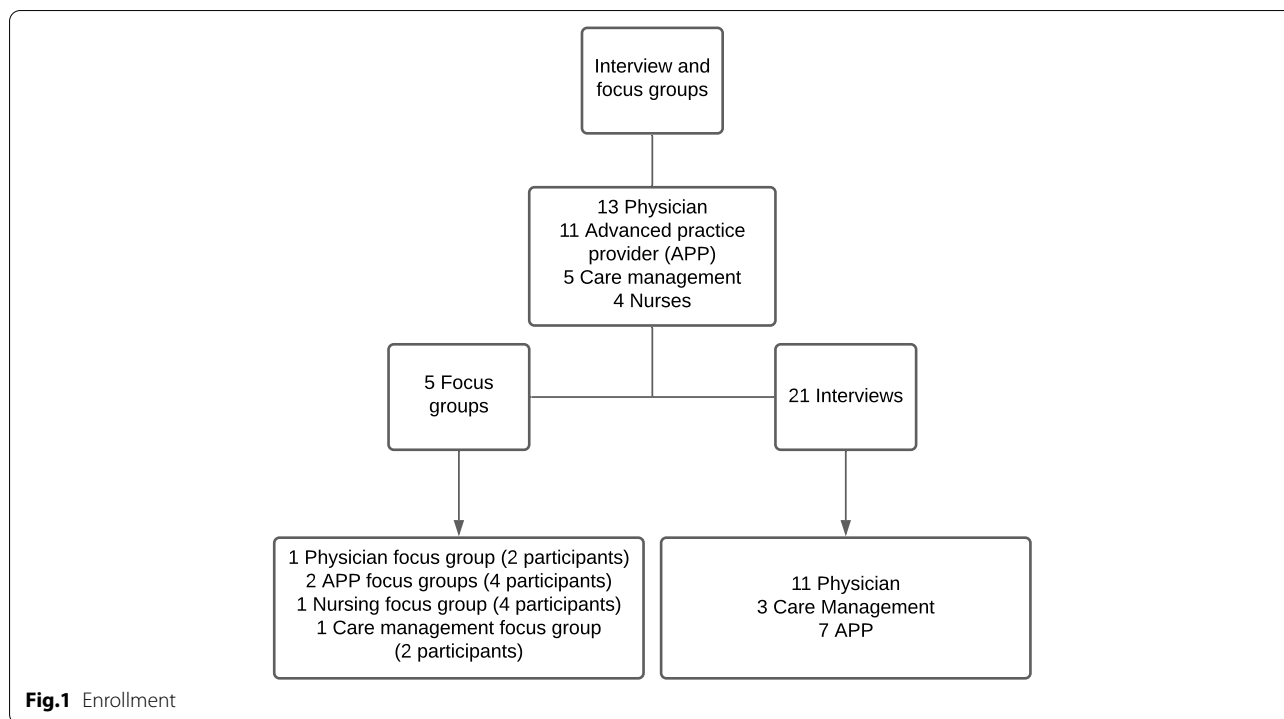 Interview and
focus groups
13 Physician
11 Advanced practice
provider (APP)
5 Care management
4 Nurses
5 Focus
groups
21 Interviews
1 Physician focus group (2 participants)
2 APP focus groups (4 participants)
1 Nursing focus group (4 participants)
1 Care management focus group
(2 participants)
11 Physician
3 Care Management
7 APP
Fig.1 Enrollment